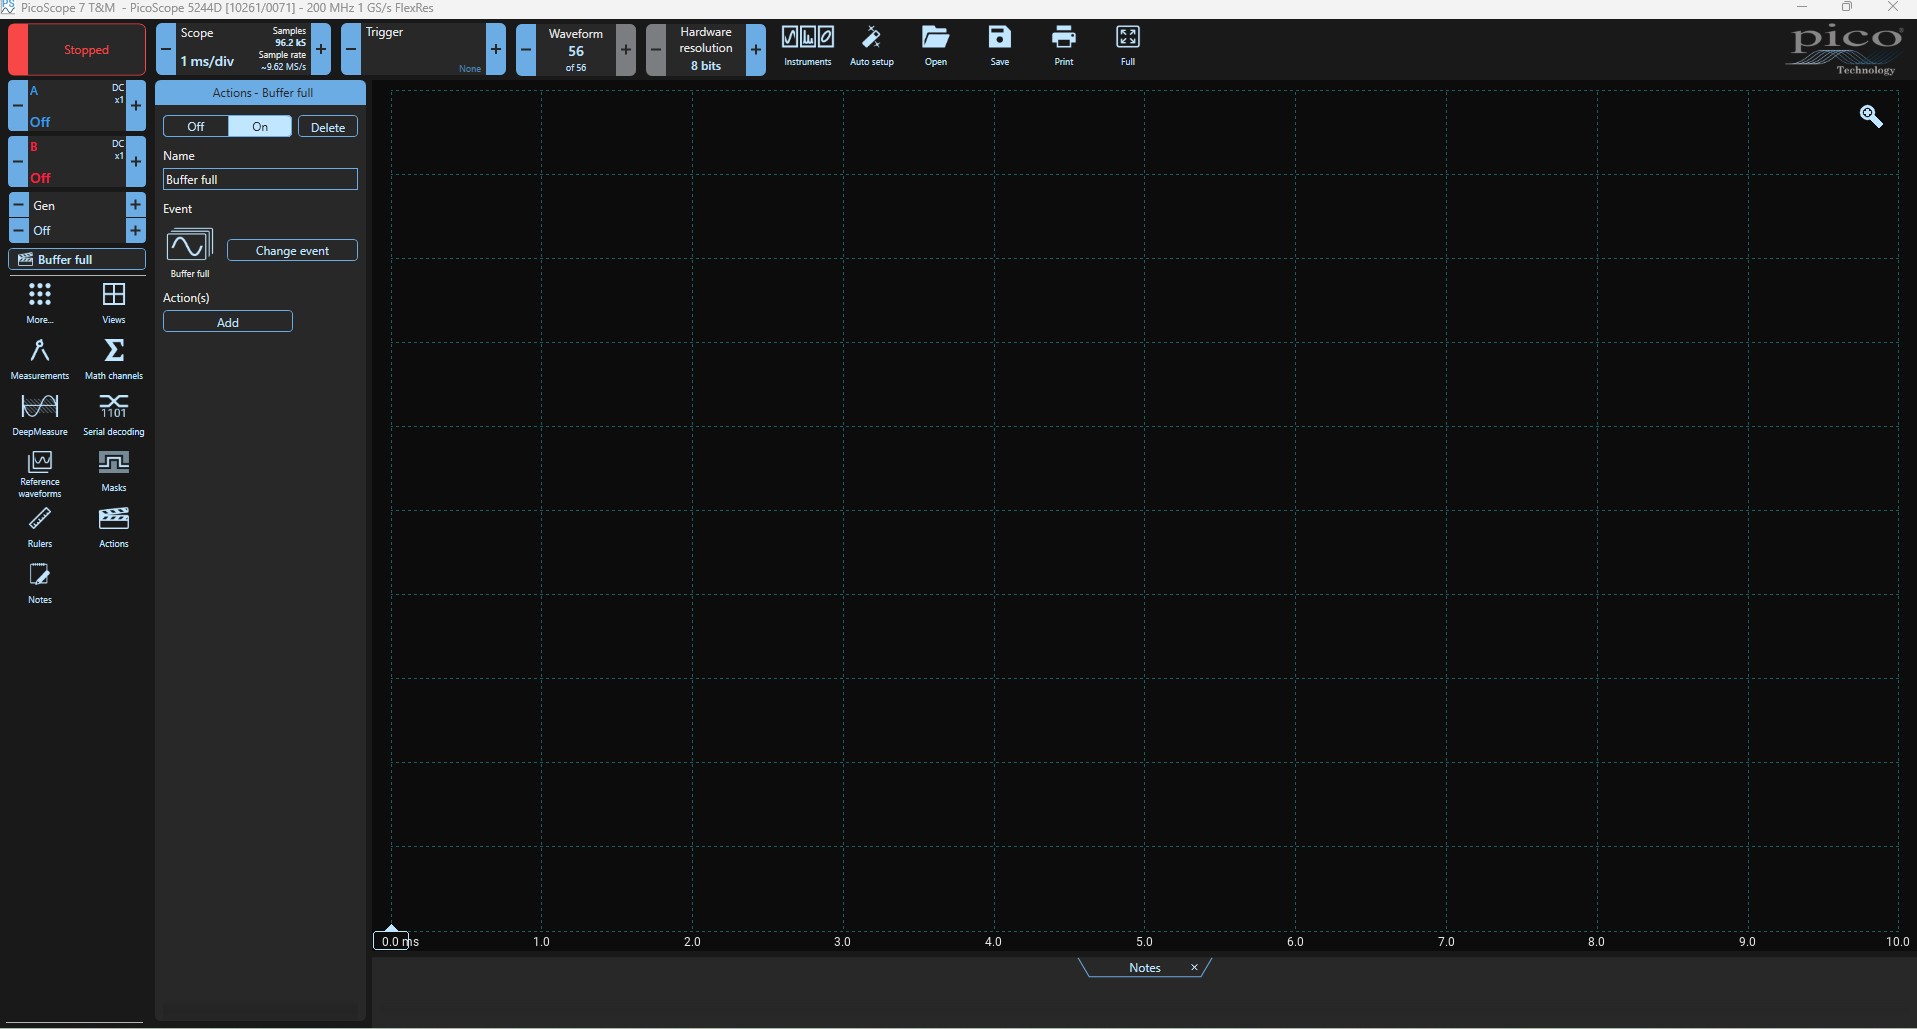 PicoScope 7 T&M - PicoScope 5244D [10261/0071] - 200 MHz 1 GS/s FlexRes
Stopped
Scope
1 ms/div
Samples
96.2 kS
Sample rate
~9.62 MS/s
Trigger
None
Waveform
56
of 56
Hardware
resolution
8 bits
Instruments
Auto setup
Open
Save
Print
Full
pico
Technology
A
DC
x1
Off
B
DC
x1
Off
Gen
Off
Buffer full
More...
Views
Measurements
Math channels
DeepMeasure
1101
Serial decoding
Reference
waveforms
Masks
Rulers
Actions
Notes
Actions - Buffer full
Off
On
Delete
Name
Buffer full
Event
Buffer full
Change event
Action(s)
Add
0.0 ms
1.0
2.0
3.0
4.0
5.0
6.0
7.0
8.0
9.0
10.0
Notes